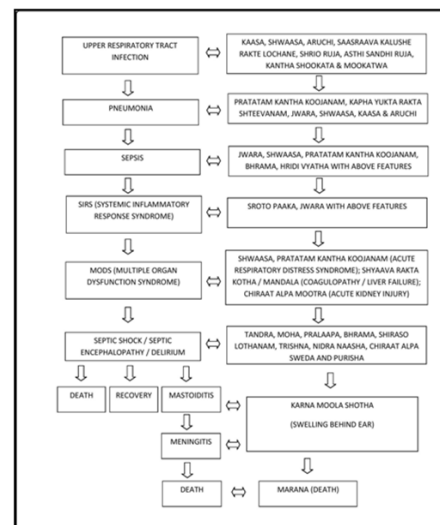 UPPER RESPIRATORY TRACT
INFECTION
KAASA, SHWAASA, ARUCHI, SAASRAAVA KALUSHE
RAKTE LOCHANE, SHRIO RUJA, ASTHI SANDHI RUJA,
KANTHA SHOOKATA & MOOKATWA
PNEUMONIA
PRATATAM KANTHA KOOJANAM, KAPHA YUKTA RAKTA
SHTEEVANAM, JWARA, SHWAASA, KAASA & ARUCHI
SEPSIS
JWARA, SHWAASA, PRATATAM KANTHA KOOJANAM,
BHRAMA, HRIDI VYATHA WITH ABOVE FEATURES
SIRS (SYSTEMIC INFLAMMATORY
RESPONSE SYNDROME)
SROTO PAAKA, JWARA WITH ABOVE FEATURES
MODS (MULTIPLE ORGAN
DYSFUNCTION SYNDROME)
SHWAASA, PRATATAM KANTHA KOOJANAM (ACUTE
RESPIRATORY DISTRESS SYNDROME); SHYAAVA RAKTA
KOTHA / MANDALA (COAGULOPATHY / LIVER FAILURE);
CHIRAAT ALPA MOOTRA (ACUTE KIDNEY INJURY)
SEPTIC SHOCK / SEPTIC
ENCEPHALOPATHY / DELIRIUM
TANDRA, MOHA, PRALAAPA, BHRAMA, SHIRASO
LOTHANAM, TRISHNA, NIDRA NAASHA, CHIRAAT ALPA
SWEDA AND PURISHA
DEATH
RECOVERY
MASTOIDITIS
KARNA MOOLA SHOTHA
(SWELLING BEHIND EAR)
MENINGITIS
DEATH
MARANA (DEATH)